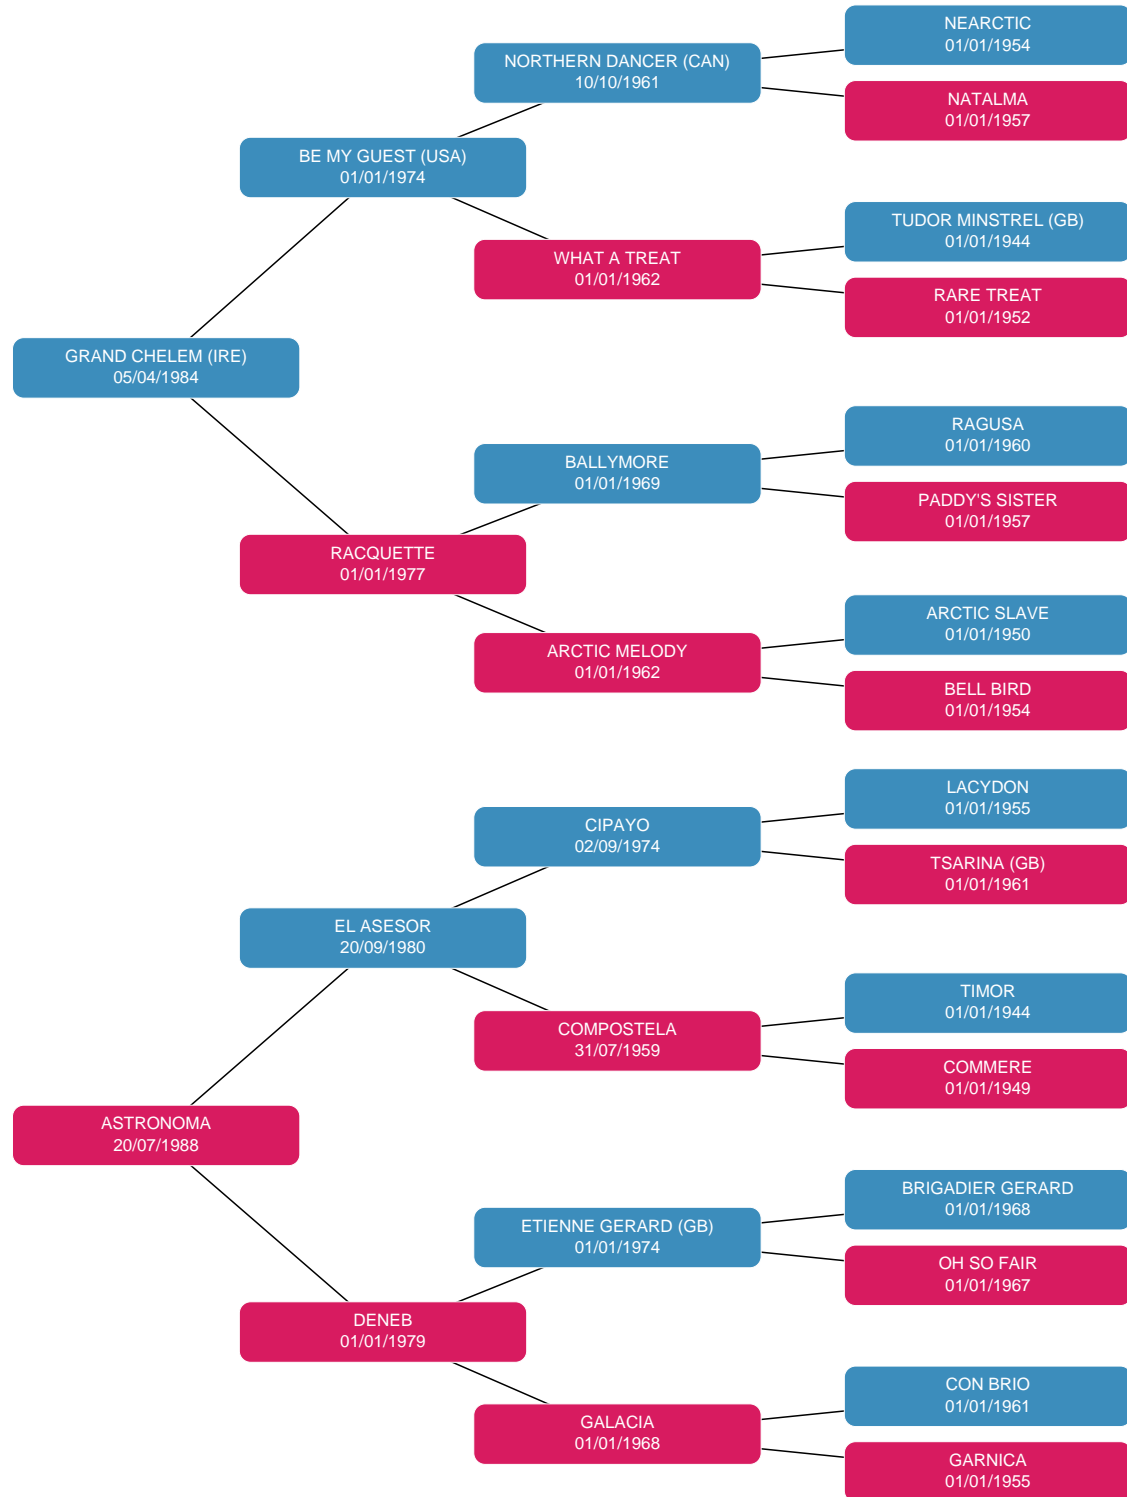 NEARCTIC
01/01/1954
NORTHERN DANCER (CAN)
10/10/1961
NATALMA
01/01/1957
BE MY GUEST (USA)
01/01/1974
TUDOR MINSTREL (GB)
01/01/1944
WHAT A TREAT
01/01/1962
RARE TREAT
01/01/1952
GRAND CHELEM (IRE)
05/04/1984
RAGUSA
01/01/1960
BALLYMORE
01/01/1969
PADDY'S SISTER
01/01/1957
RACQUETTE
01/01/1977
ARCTIC SLAVE
01/01/1950
ARCTIC MELODY
01/01/1962
BELL BIRD
01/01/1954
LACYDON
01/01/1955
CIPAYO
02/09/1974
TSARINA (GB)
01/01/1961
EL ASESOR
20/09/1980
TIMOR
01/01/1944
COMPOSTELA
31/07/1959
COMMERE
01/01/1949
ASTRONOMA
20/07/1988
BRIGADIER GERARD
01/01/1968
ETIENNE GERARD (GB)
01/01/1974
OH SO FAIR
01/01/1967
DENEB
01/01/1979
CON BRIO
01/01/1961
GALACIA
01/01/1968
GARNICA
01/01/1955